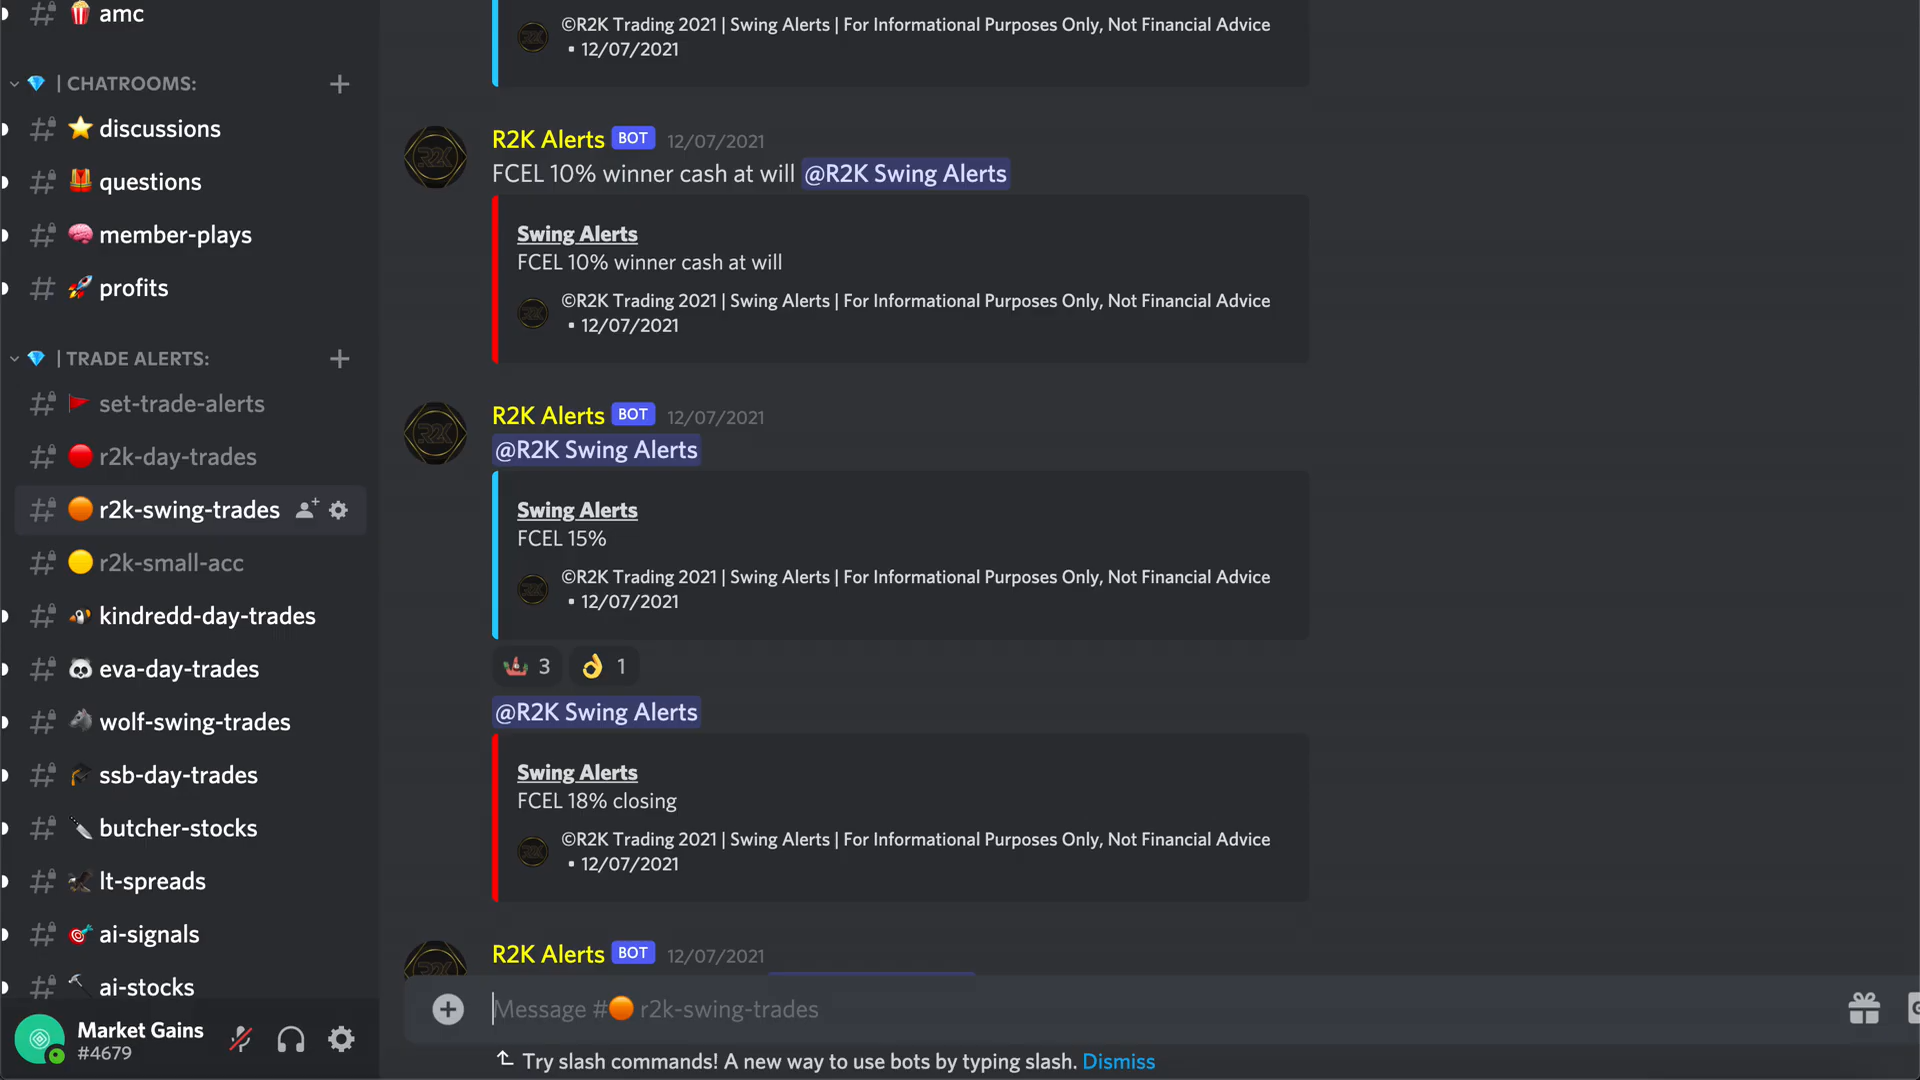 amc
| CHATROOMS:
discussions
questions
member-plays
profits
| TRADE ALERTS:
set-trade-alerts
r2k-day-trades
r2k-swing-trades
r2k-small-acc
kindredd-day-trades
eva-day-trades
wolf-swing-trades
ssb-day-trades
butcher-stocks
lt-spreads
ai-signals
ai-stocks
Market Gains
#4679
©R2K Trading 2021 | Swing Alerts | For Informational Purposes Only, Not Financial Advice
• 12/07/2021
R2K Alerts BOT 12/07/2021
FCEL 10% winner cash at will @R2K Swing Alerts
Swing Alerts
FCEL 10% winner cash at will
©R2K Trading 2021 | Swing Alerts | For Informational Purposes Only, Not Financial Advice
• 12/07/2021
R2K Alerts BOT 12/07/2021
@R2K Swing Alerts
Swing Alerts
FCEL 15%
©R2K Trading 2021 | Swing Alerts | For Informational Purposes Only, Not Financial Advice
• 12/07/2021
3 1
@R2K Swing Alerts
Swing Alerts
FCEL 18% closing
©R2K Trading 2021 | Swing Alerts | For Informational Purposes Only, Not Financial Advice
• 12/07/2021
R2K Alerts BOT 12/07/2021
Message # r2k-swing-trades
Try slash commands! A new way to use bots by typing slash. Dismiss